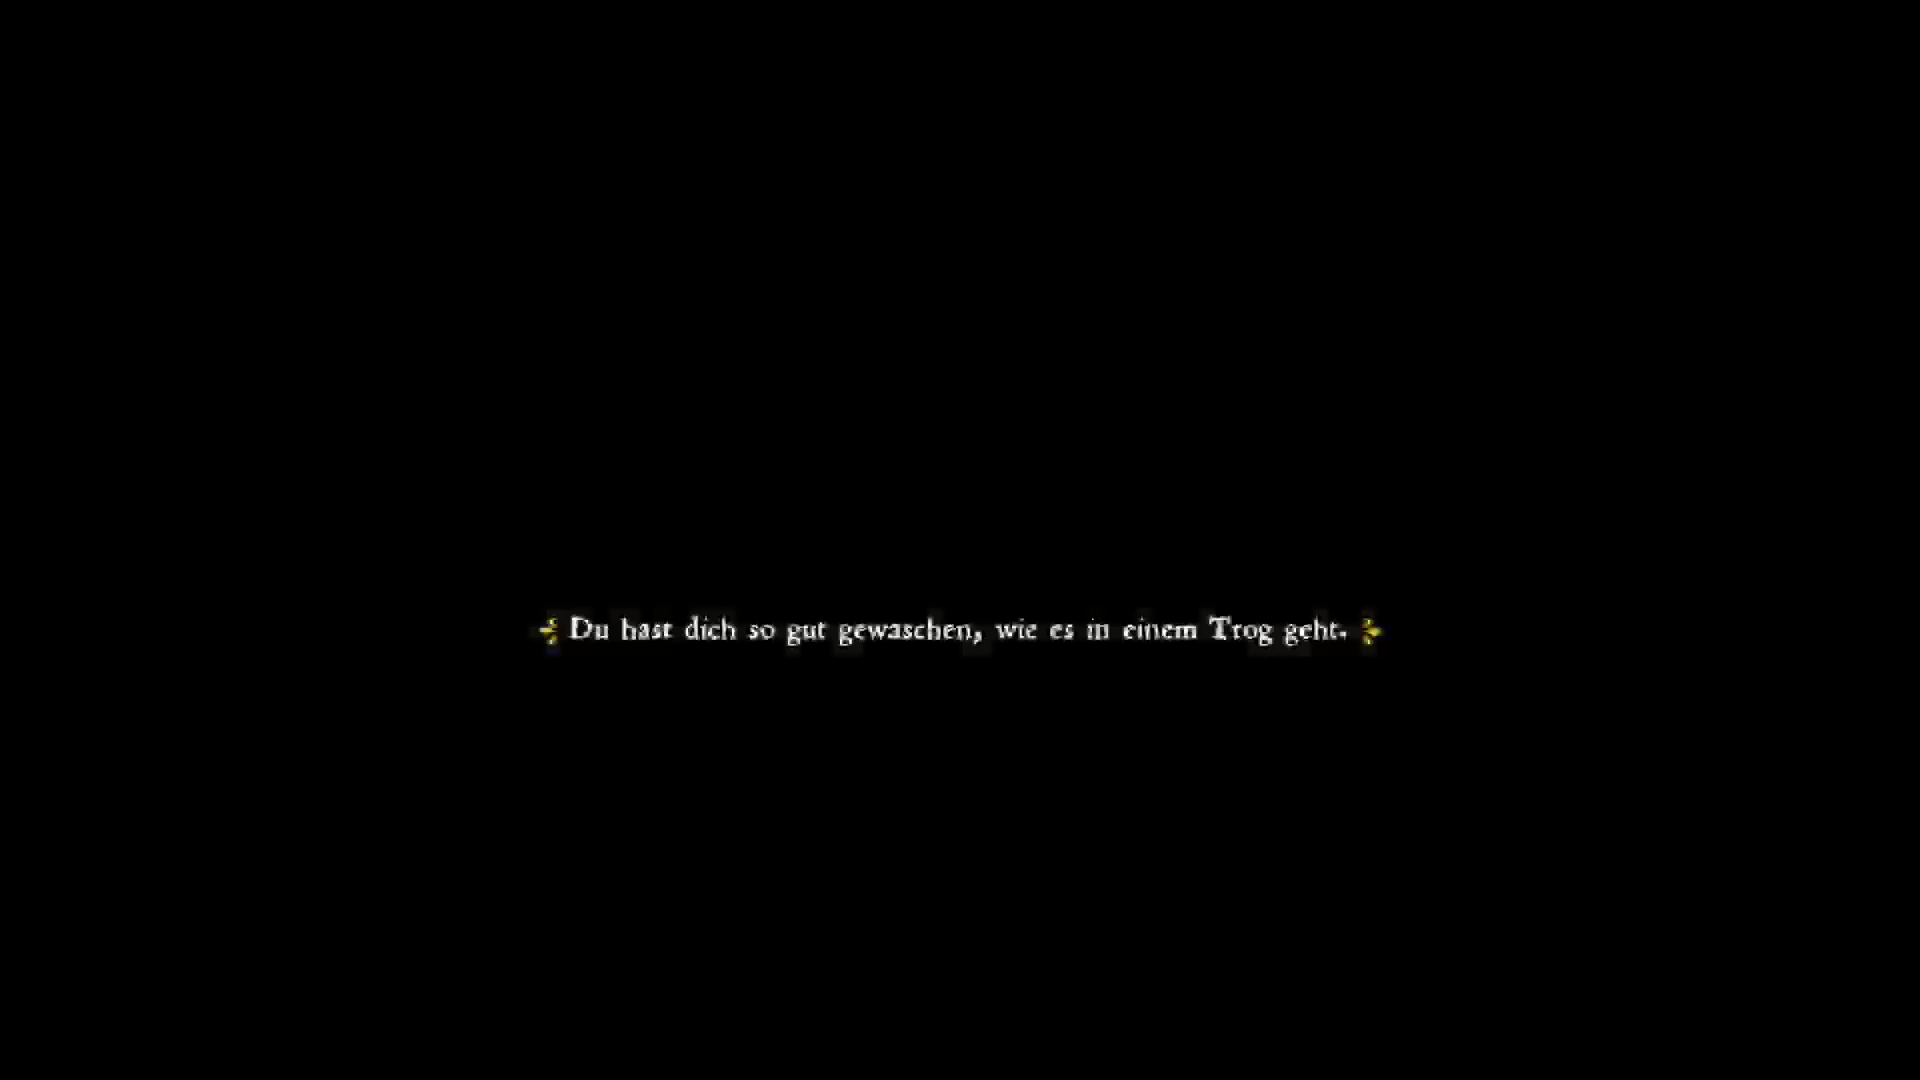 Du hast dich so gut gewaschen, wie es in einem Trog geht.